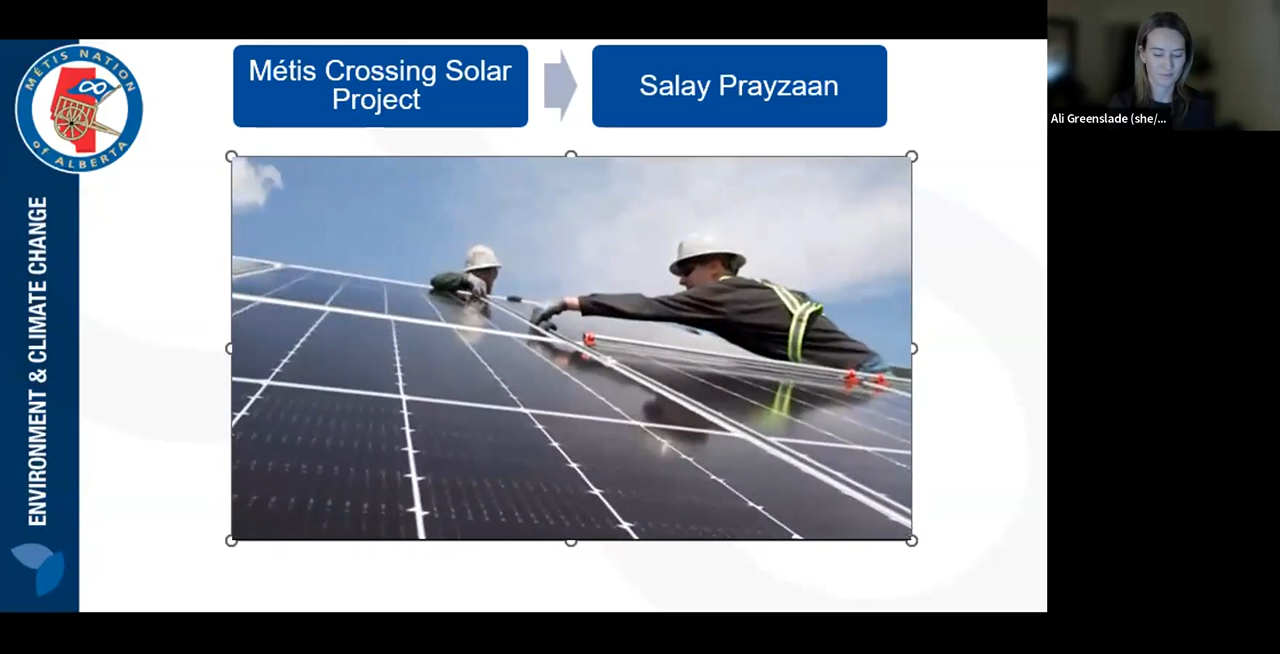 MÉTIS NATION
of ALBERTA
ENVIRONMENT & CLIMATE CHANGE
Métis Crossing Solar
Project
Salay Prayzaan
Ali Greenslade (she/...